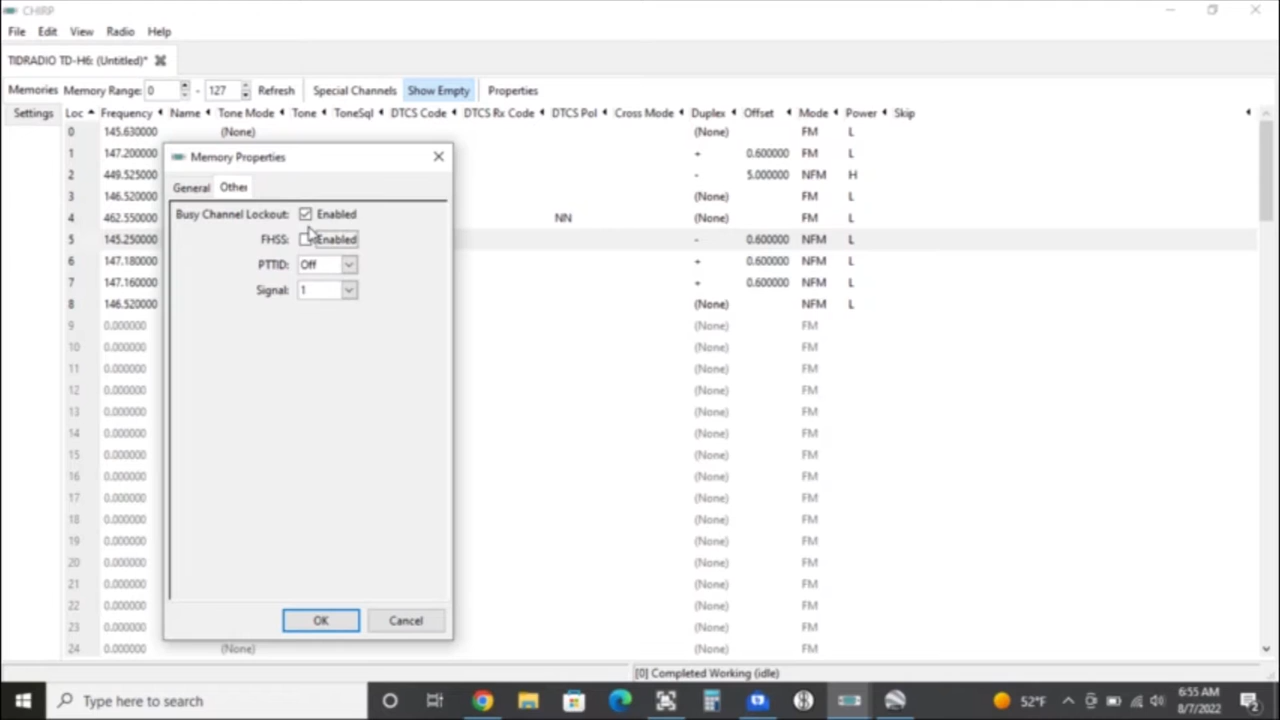 CHIRP
File Edit View Radio Help
TIDRADIO TD-H6: (Untitled)*
Memories Memory Range: 0 - 127 Refresh Special Channels Show Empty Properties
Settings Loc Frequency Name Tone Mode Tone ToneSql DTCS Code DTCS Rx Code DTCS Pol Cross Mode Duplex Offset Mode Power Skip
0 145.630000 (None) (None) FM L
1 147.200000 + 0.600000 FM L
2 449.525000 - 5.000000 NFM H
3 146.520000 (None) FM L
4 462.550000 NN (None) FM L
5 145.250000 - 0.600000 NFM L
6 147.180000 + 0.600000 NFM L
7 147.160000 + 0.600000 NFM L
8 146.520000 (None) NFM L
9 0.000000 (None) FM
10 0.000000 (None) FM
11 0.000000 (None) FM
12 0.000000 (None) FM
13 0.000000 (None) FM
14 0.000000 (None) FM
15 0.000000 (None) FM
16 0.000000 (None) FM
17 0.000000 (None) FM
18 0.000000 (None) FM
19 0.000000 (None) FM
20 0.000000 (None) FM
21 0.000000 (None) FM
22 0.000000 (None) FM
23 0.000000 (None) FM
24 0.000000 (None) (None) FM
Memory Properties
General Other
Busy Channel Lockout: Enabled
FHSS: Enabled
PTTID: Off
Signal: 1
OK Cancel
[0] Completed Working (idle)
Type here to search
52°F
6:55 AM
8/7/2022
2